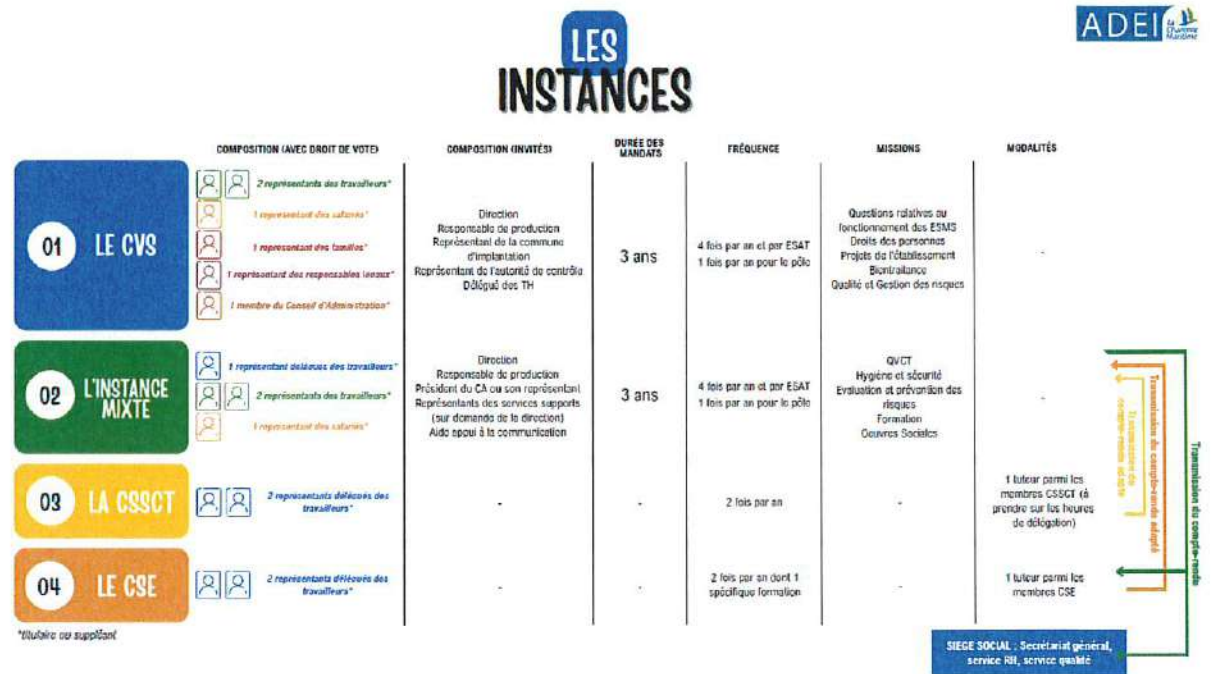 ADEI
La
Charente
Maritime
LES
INSTANCES
COMPOSITION (AVEC DROIT DE VOTE)
COMPOSITION (INVITÉS)
DURÉE DES
MANDATS
FRÉQUENCE
MISSIONS
MODALITÉS
01 LE CVS
2 représentants des travailleurs*
1 représentant des salariés*
1 représentant des familles*
1 représentant des responsables légaux*
1 membre du Conseil d'Administration*
Direction
Responsable de production
Représentant de la commune
d'implantation
Représentant de l'autorité de contrôle
Délégué des TH
3 ans
4 fois par an et par ESAT
1 fois par an pour le pôle
Questions relatives au
fonctionnement des ESMS
Droits des personnes
Projets de l'établissement
Bientraitance
Qualité et Gestion des risques
-
02 L'INSTANCE
MIXTE
1 représentant délégués des travailleurs*
2 représentants des travailleurs*
1 représentant des salariés*
Direction
Responsable de production
Président du CA ou son représentant
Représentants des services supports
(sur demande de la direction)
Aide appui à la communication
3 ans
4 fois par an et par ESAT
1 fois par an pour le pôle
QVCT
Hygiène et sécurité
Evaluation et prévention des
risques
Formation
Oeuvres Sociales
-
03 LA CSSCT
2 représentants délégués des
travailleurs*
-
-
2 fois par an
-
1 tuteur parmi les
membres CSSCT (à
prendre sur les heures
de délégation)
04 LE CSE
2 représentants délégués des
travailleurs*
-
-
2 fois par an dont 1
spécifique formation
-
1 tuteur parmi les
membres CSE
Transmission du
compte-rendu adapté
Transmission du compte-rendu adapté
Transmission du compte-rendu
*titulaire ou suppléant
SIEGE SOCIAL : Secrétariat général,
service RH, service qualité